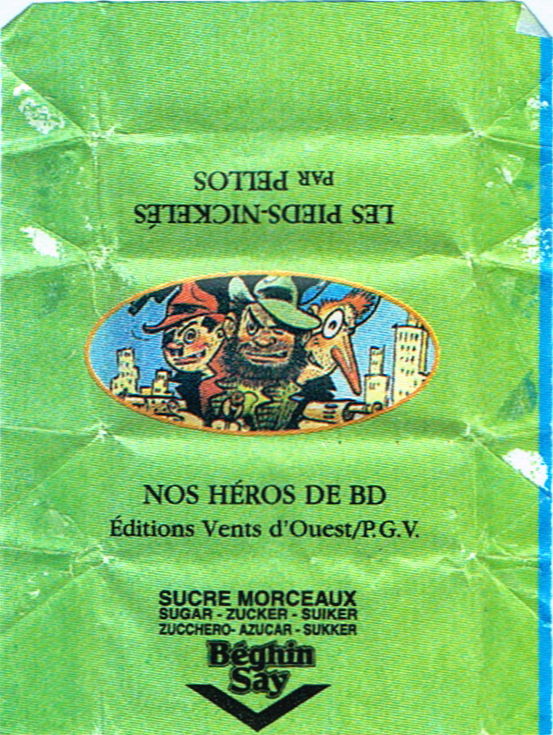 LES PIEDS-NICKELÉS
PAR PELLOS
NOS HÉROS DE BD
Éditions Vents d'Ouest/P.G.V.
SUCRE MORCEAUX
SUGAR - ZUCKER - SUIKER
ZUCCHERO- AZUCAR - SUKKER
Béghin
Say